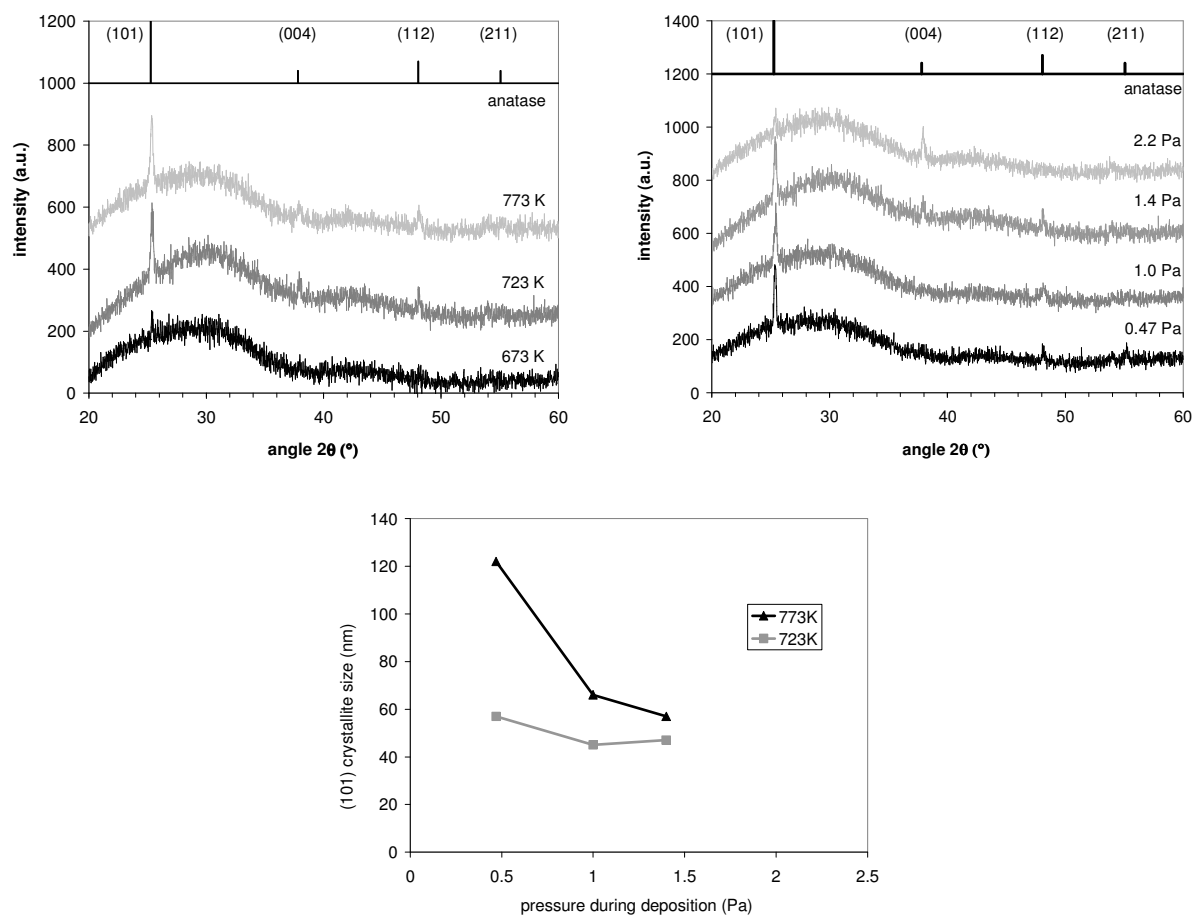 1200
(101)
(004)
(112)
(211)
1000
anatase
800
773 K
600
723 K
400
200
673 K
0
20
30
40
50
60
intensity (a.u.)
angle 2θ (°)
1400
(101)
(004)
(112)
(211)
1200
anatase
2.2 Pa
1000
1.4 Pa
800
600
1.0 Pa
400
0.47 Pa
200
0
20
30
40
50
60
intensity (a.u.)
angle 2θ (°)
140
120
100
80
60
40
20
0
773K
723K
0
0.5
1
1.5
2
2.5
(101) crystallite size (nm)
pressure during deposition (Pa)